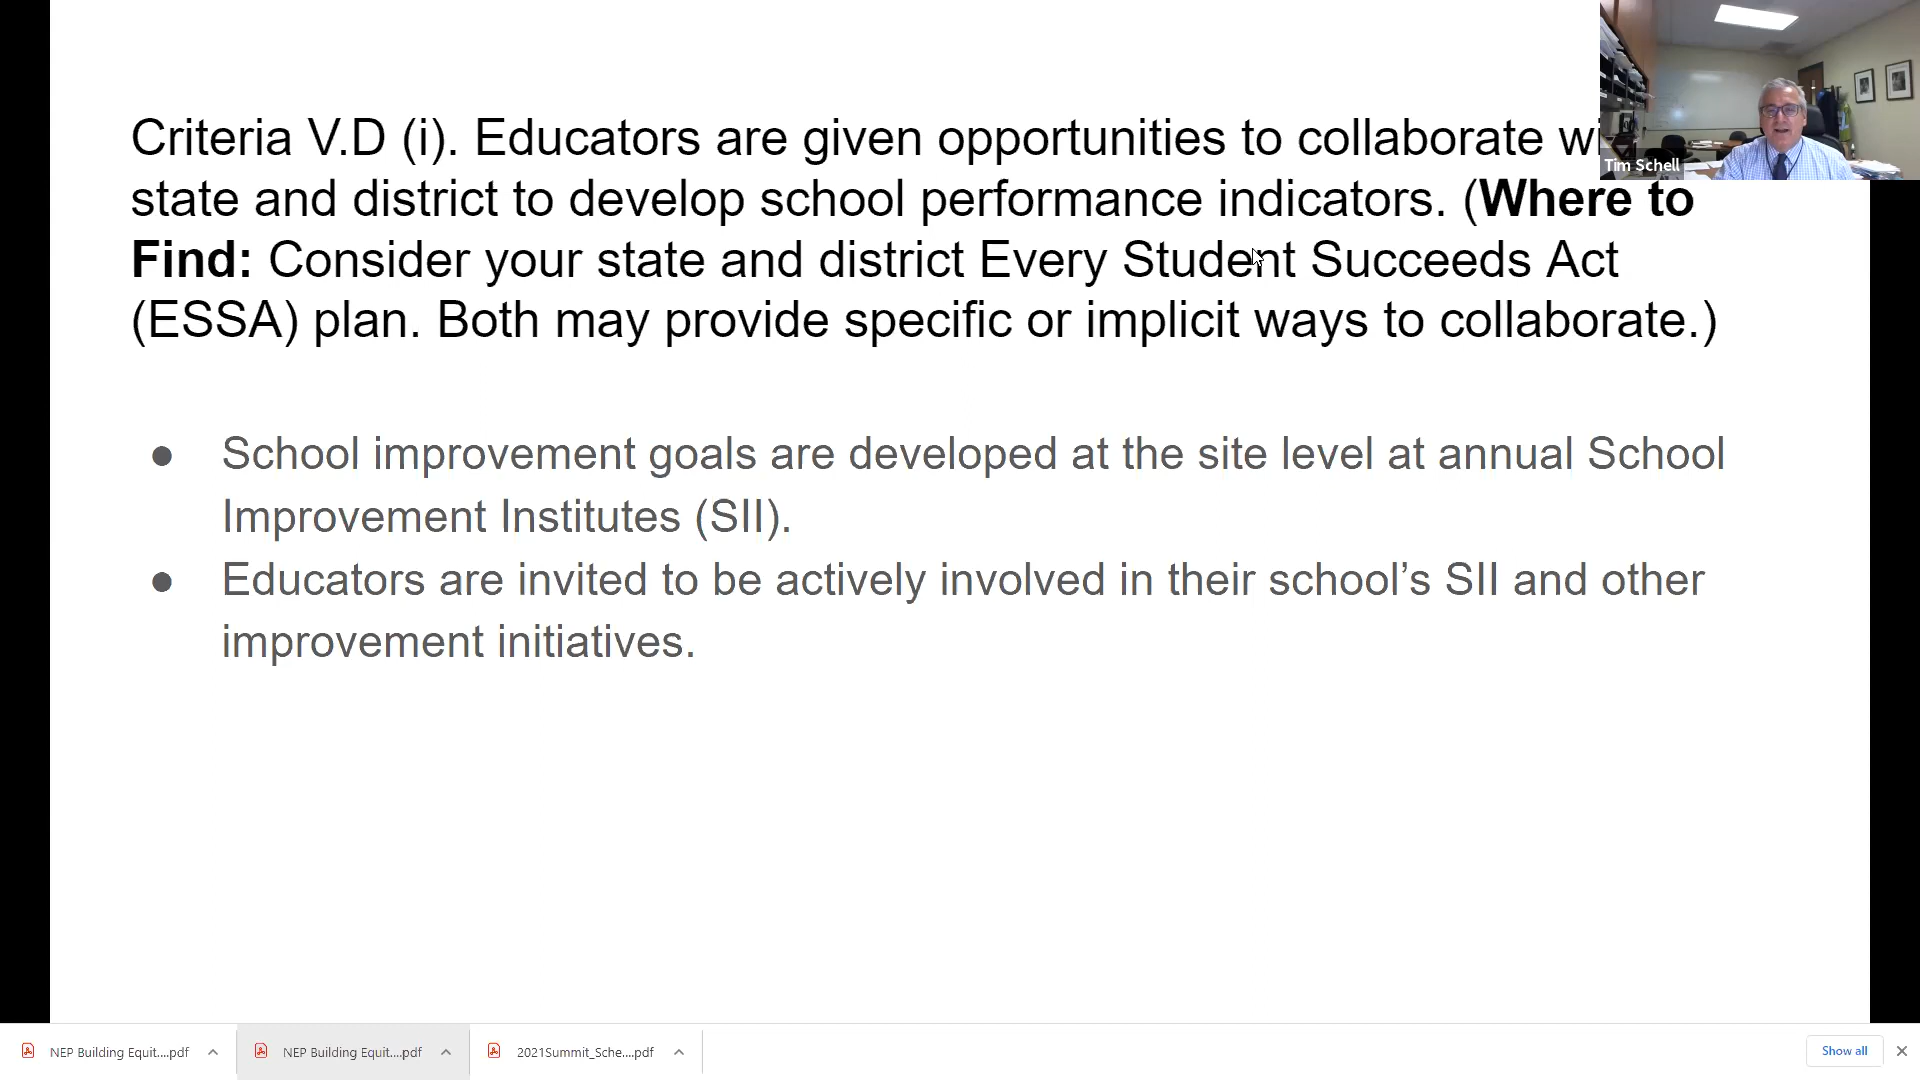 Criteria V.D (i). Educators are given opportunities to collaborate
state and district to develop school performance indicators. (Where to
Find: Consider your state and district Every Student Succeeds Act
(ESSA) plan. Both may provide specific or implicit ways to collaborate.)
● School improvement goals are developed at the site level at annual School
Improvement Institutes (SII).
● Educators are invited to be actively involved in their school’s SII and other
improvement initiatives.
Tim Schell
NEP Building Equit....pdf
NEP Building Equit....pdf
2021Summit_Sche....pdf
Show all